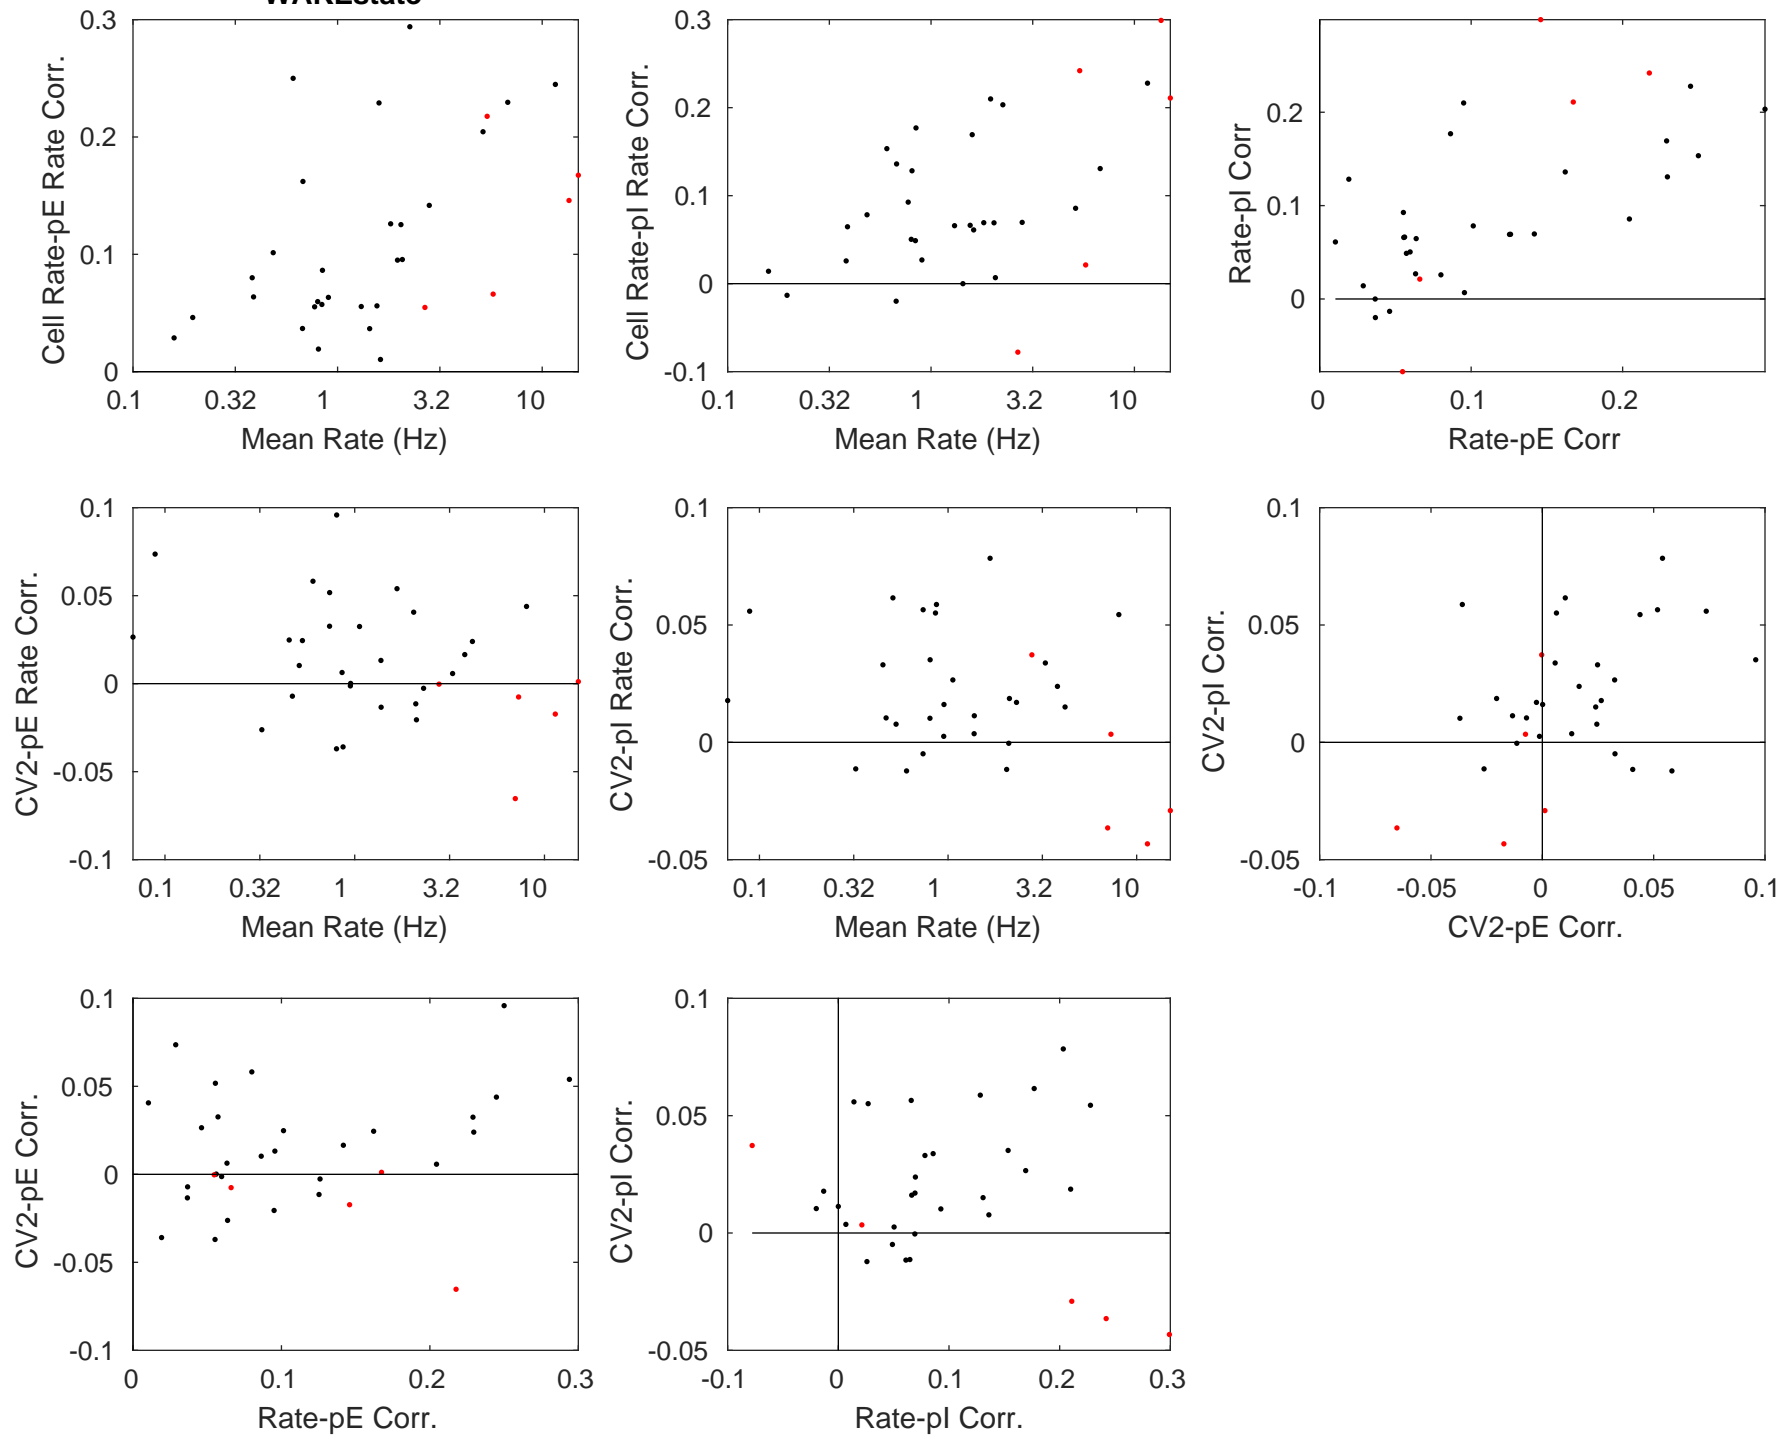 WAKEstate
0.3
0.2
0.1
0
Cell Rate-pE Rate Corr.
0.1 0.32 1 3.2 10
Mean Rate (Hz)
0.3
0.2
0.1
0
-0.1
Cell Rate-pI Rate Corr.
0.1 0.32 1 3.2 10
Mean Rate (Hz)
0.2
0.1
0
Rate-pI Corr
0 0.1 0.2
Rate-pE Corr
0.1
0.05
0
-0.05
-0.1
CV2-pE Rate Corr.
0.1 0.32 1 3.2 10
Mean Rate (Hz)
0.1
0.05
0
-0.05
CV2-pI Rate Corr.
0.1 0.32 1 3.2 10
Mean Rate (Hz)
0.1
0.05
0
-0.05
CV2-pI Corr.
-0.1 -0.05 0 0.05 0.1
CV2-pE Corr.
0.1
0.05
0
-0.05
-0.1
CV2-pE Corr.
0 0.1 0.2 0.3
Rate-pE Corr.
0.1
0.05
0
-0.05
CV2-pI Corr.
-0.1 0 0.1 0.2 0.3
Rate-pI Corr.